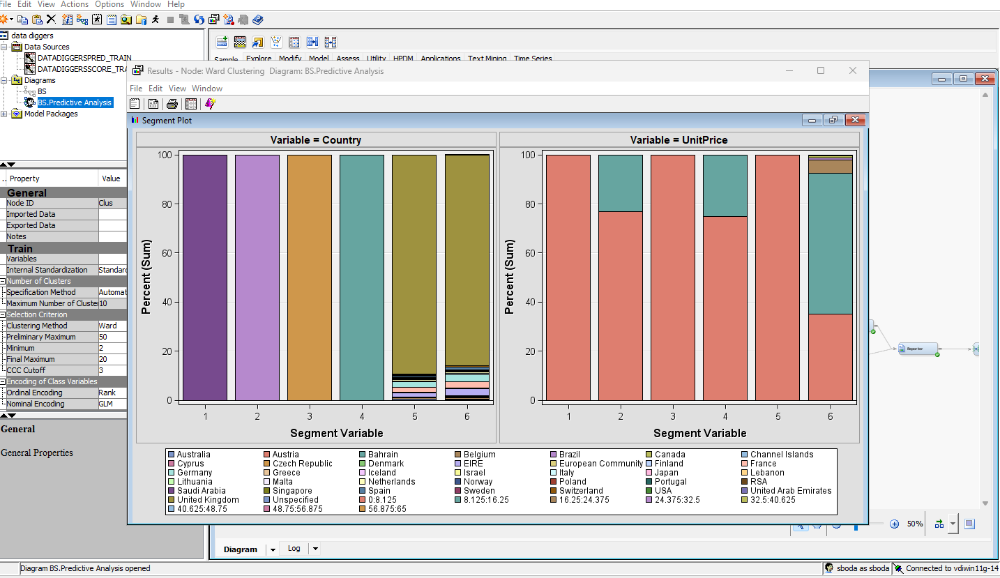 File Edit View Actions Options Window Help
data diggers
Data Sources
DATADIGGERSPRED_TRAIN
DATADIGGERSSCORE_TRA
Diagrams
BS
BS.Predictive Analysis
Model Packages
.. Property Value
General
Node ID Clus
Imported Data
Exported Data
Notes
Train
Variables
Internal Standardization Standard
Number of Clusters
Specification Method Automat
Maximum Number of Cluster 10
Selection Criterion
Clustering Method Ward
Preliminary Maximum 50
Minimum 2
Final Maximum 20
CCC Cutoff 3
Encoding of Class Variables
Ordinal Encoding Rank
Nominal Encoding GLM
General
General Properties
Sample Explore Modify Model Assess Utility HPDM Applications Text Mining Time Series
Results - Node: Ward Clustering Diagram: BS.Predictive Analysis
File Edit View Window
Segment Plot
Variable = Country
Percent (Sum)
100
80
60
40
20
0
1 2 3 4 5 6
Segment Variable
Variable = UnitPrice
Percent (Sum)
100
80
60
40
20
0
1 2 3 4 5 6
Segment Variable
Australia Austria Bahrain Belgium Brazil Canada Channel Islands
Cyprus Czech Republic Denmark EIRE European Community Finland France
Germany Greece Iceland Israel Italy Japan Lebanon
Lithuania Malta Netherlands Norway Poland Portugal RSA
Saudi Arabia Singapore Spain Sweden Switzerland USA United Arab Emirates
United Kingdom Unspecified 0:8.125 8.125:16.25 16.25:24.375 24.375:32.5 32.5:40.625
40.625:48.75 48.75:56.875 56.875:65
Reporter
50%
Diagram Log
Diagram BS.Predictive Analysis opened
sboda as sboda Connected to vdiwin11g-14